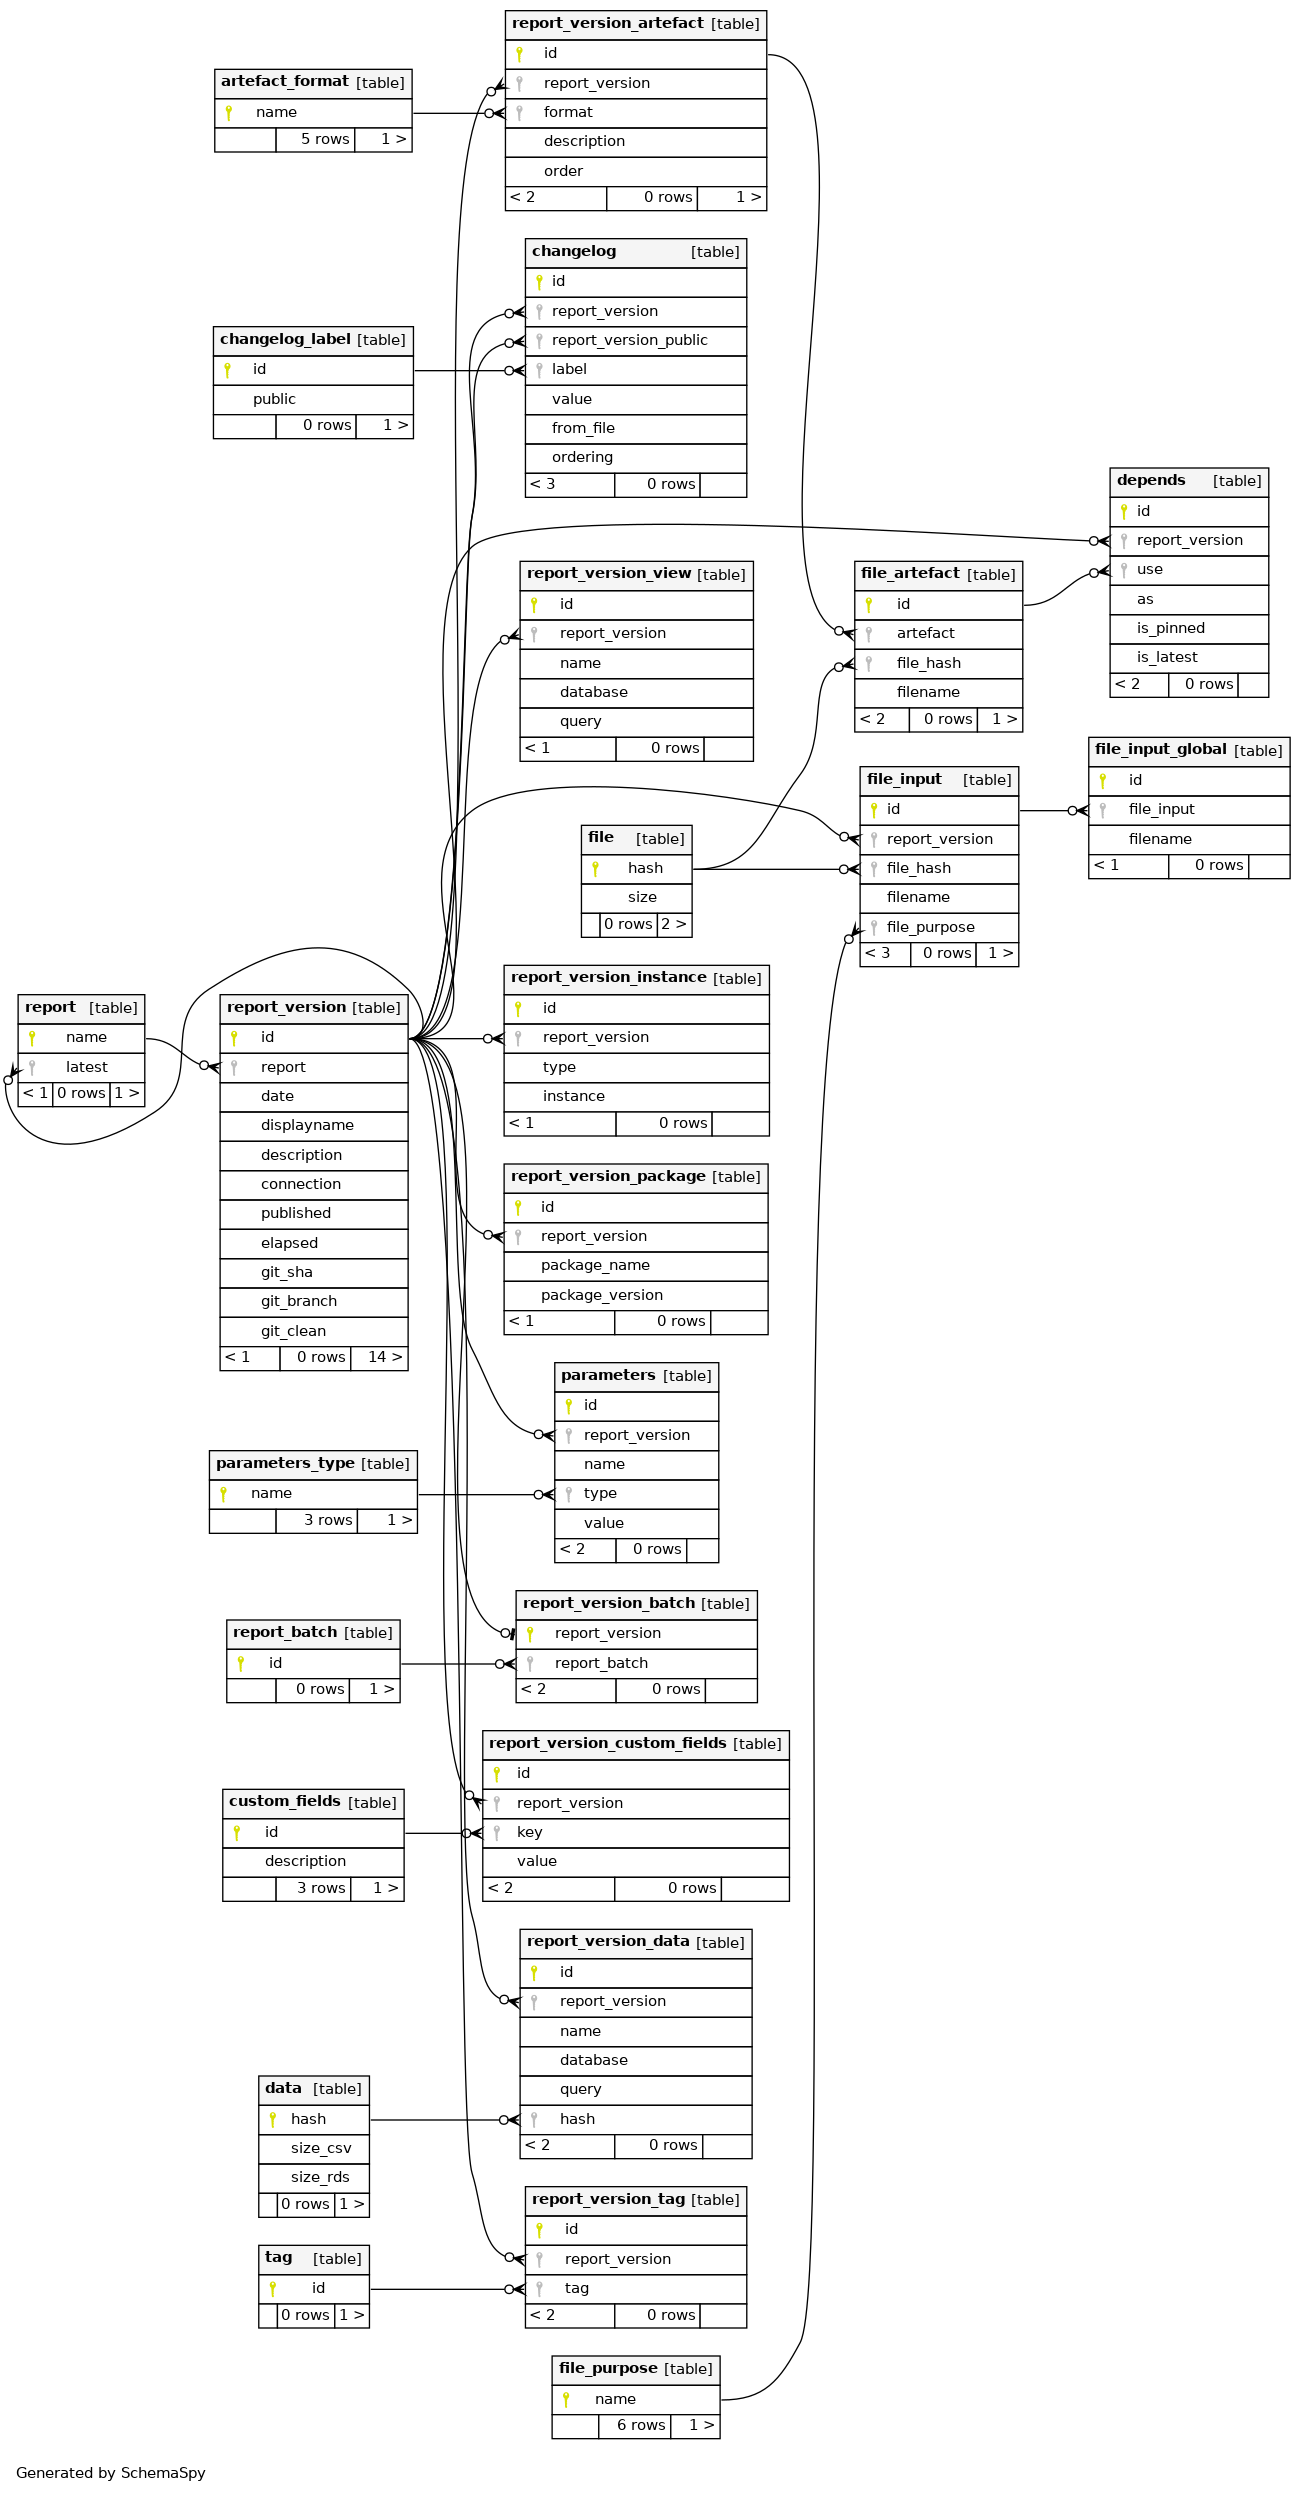 report_version_artefact [table]
id
report_version
format
description
order
< 2 0 rows 1 >
artefact_format [table]
name
5 rows 1 >
changelog [table]
id
report_version
report_version_public
label
value
from_file
ordering
< 3 0 rows
changelog_label [table]
id
public
0 rows 1 >
depends [table]
id
report_version
use
as
is_pinned
is_latest
< 2 0 rows
report_version_view [table]
id
report_version
name
database
query
< 1 0 rows
file_artefact [table]
id
artefact
file_hash
filename
< 2 0 rows 1 >
file_input_global [table]
id
file_input
filename
< 1 0 rows
file_input [table]
id
report_version
file_hash
filename
file_purpose
< 3 0 rows 1 >
file [table]
hash
size
0 rows 2 >
report [table]
name
latest
< 1 0 rows 1 >
report_version [table]
id
report
date
displayname
description
connection
published
elapsed
git_sha
git_branch
git_clean
< 1 0 rows 14 >
report_version_instance [table]
id
report_version
type
instance
< 1 0 rows
report_version_package [table]
id
report_version
package_name
package_version
< 1 0 rows
parameters [table]
id
report_version
name
type
value
< 2 0 rows
parameters_type [table]
name
3 rows 1 >
report_version_batch [table]
report_version
report_batch
< 2 0 rows
report_batch [table]
id
0 rows 1 >
report_version_custom_fields [table]
id
report_version
key
value
< 2 0 rows
custom_fields [table]
id
description
3 rows 1 >
report_version_data [table]
id
report_version
name
database
query
hash
< 2 0 rows
data [table]
hash
size_csv
size_rds
0 rows 1 >
report_version_tag [table]
id
report_version
tag
< 2 0 rows
tag [table]
id
0 rows 1 >
file_purpose [table]
name
6 rows 1 >
Generated by SchemaSpy